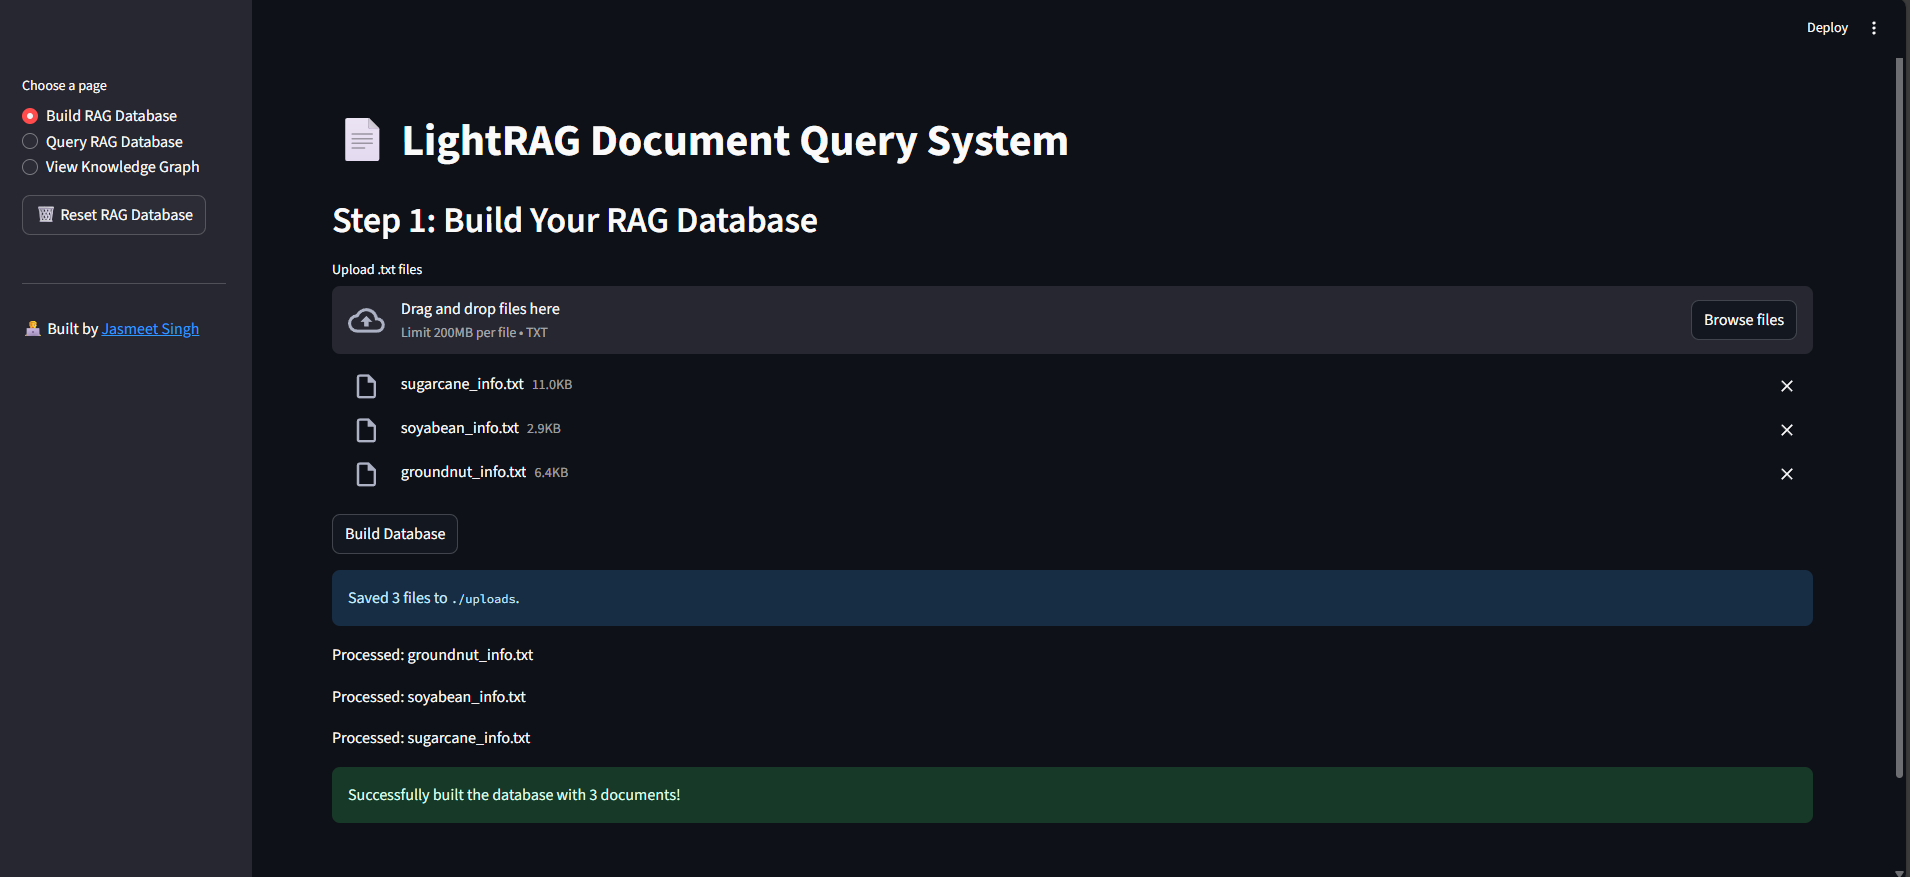 Deploy
Choose a page
Build RAG Database
Query RAG Database
View Knowledge Graph
Reset RAG Database
Built by Jasmeet Singh
LightRAG Document Query System
Step 1: Build Your RAG Database
Upload .txt files
Drag and drop files here
Limit 200MB per file • TXT
Browse files
sugarcane_info.txt 11.0KB
soyabean_info.txt 2.9KB
groundnut_info.txt 6.4KB
Build Database
Saved 3 files to ./uploads.
Processed: groundnut_info.txt
Processed: soyabean_info.txt
Processed: sugarcane_info.txt
Successfully built the database with 3 documents!